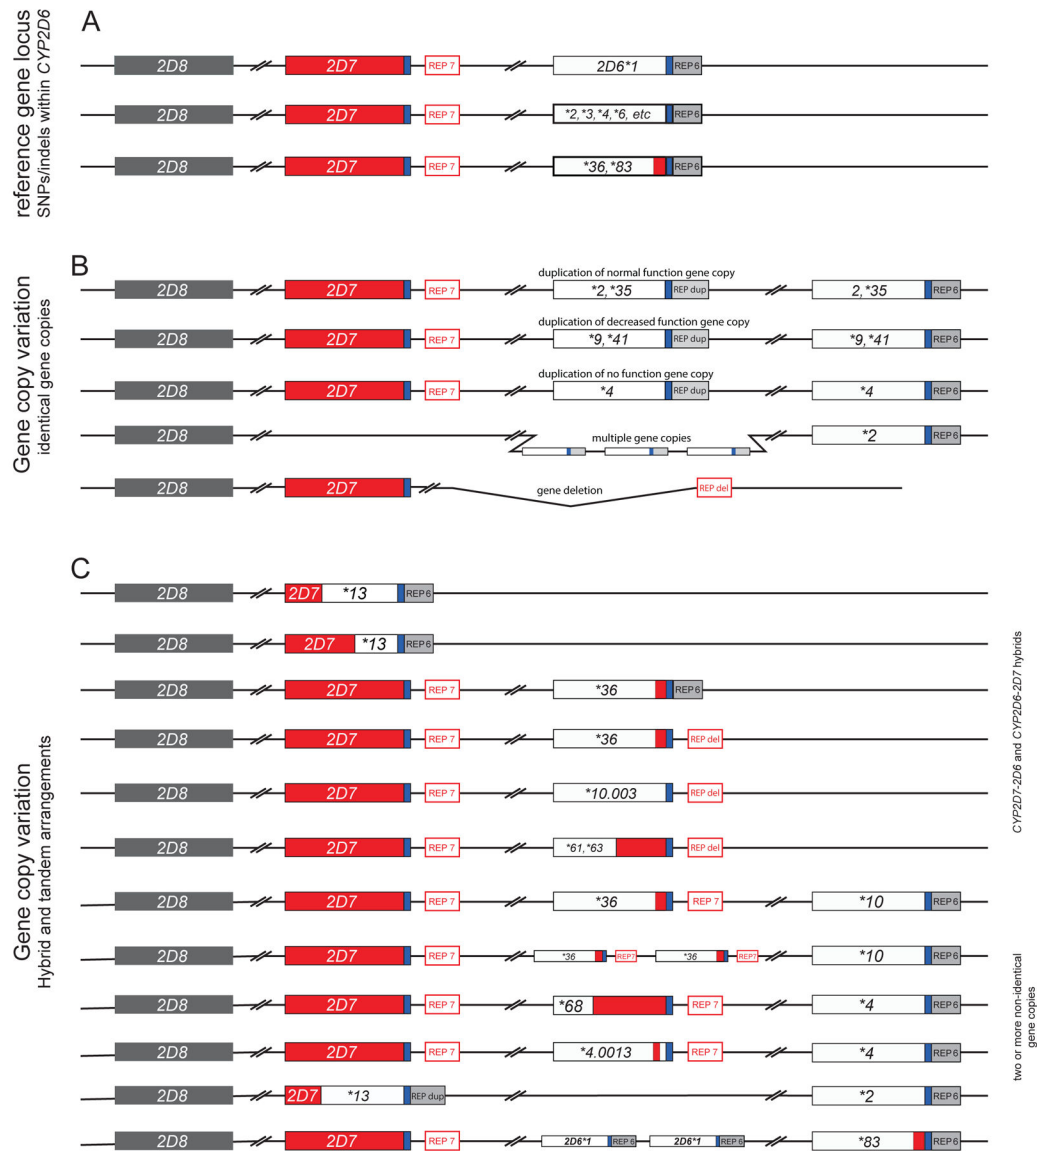 A
reference gene locus
SNPs/indels within CYP2D6
2D8 2D7 REP 7 2D6*1 REP 6
2D8 2D7 REP 7 *2,*3,*4,*6, etc REP 6
2D8 2D7 REP 7 *36,*83 REP 6
B
Gene copy variation
identical gene copies
duplication of normal function gene copy
2D8 2D7 REP 7 *2,*35 REP dup 2,*35 REP 6
duplication of decreased function gene copy
2D8 2D7 REP 7 *9,*41 REP dup *9,*41 REP 6
duplication of no function gene copy
2D8 2D7 REP 7 *4 REP dup *4 REP 6
2D8 multiple gene copies *2 REP 6
2D8 2D7 gene deletion REP del
C
Gene copy variation
Hybrid and tandem arrangements
2D8 2D7 *13 REP 6
2D8 2D7 *13 REP 6
2D8 2D7 REP 7 *36 REP 6
2D8 2D7 REP 7 *36 REP del
2D8 2D7 REP 7 *10.003 REP del
2D8 2D7 REP 7 *61,*63 REP del
CYP2D7-2D6 and CYP2D6-2D7 hybrids
2D8 2D7 REP 7 *36 REP 7 *10 REP 6
2D8 2D7 REP 7 *36 REP7 *36 REP7 *10 REP 6
2D8 2D7 REP 7 *68 REP 7 *4 REP 6
2D8 2D7 REP 7 *4.0013 REP 7 *4 REP 6
2D8 2D7 *13 REP dup *2 REP 6
2D8 2D7 REP 7 2D6*1 REP 6 2D6*1 REP 6 *83 REP 6
two or more non-identical
gene copies